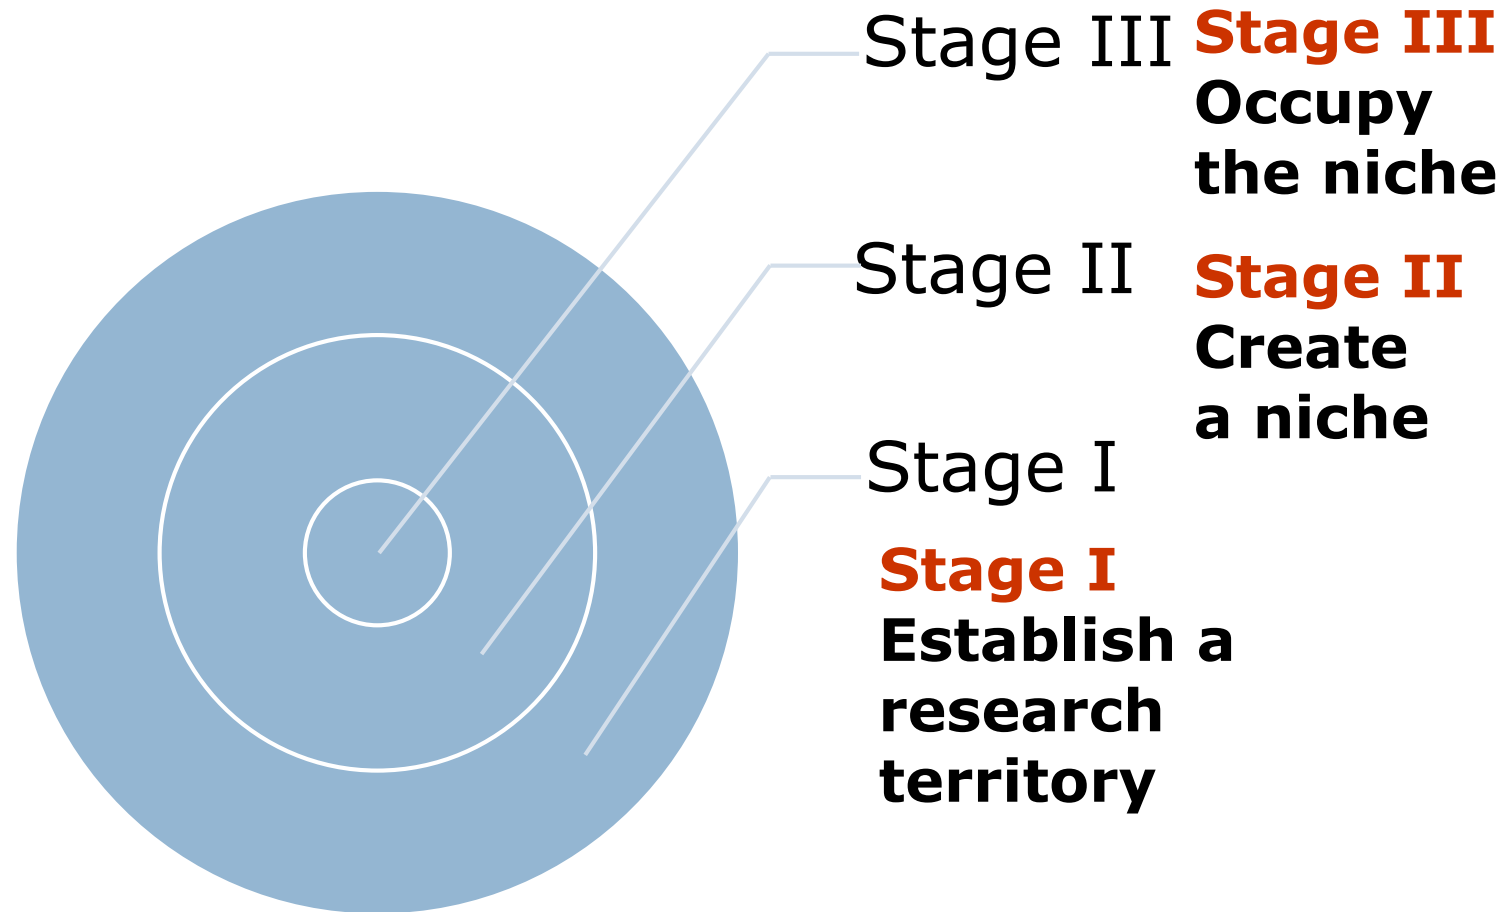 Stage III
Stage III
Occupy
the niche
Stage II
Stage II
Create
a niche
Stage I
Stage I
Establish a
research
territory